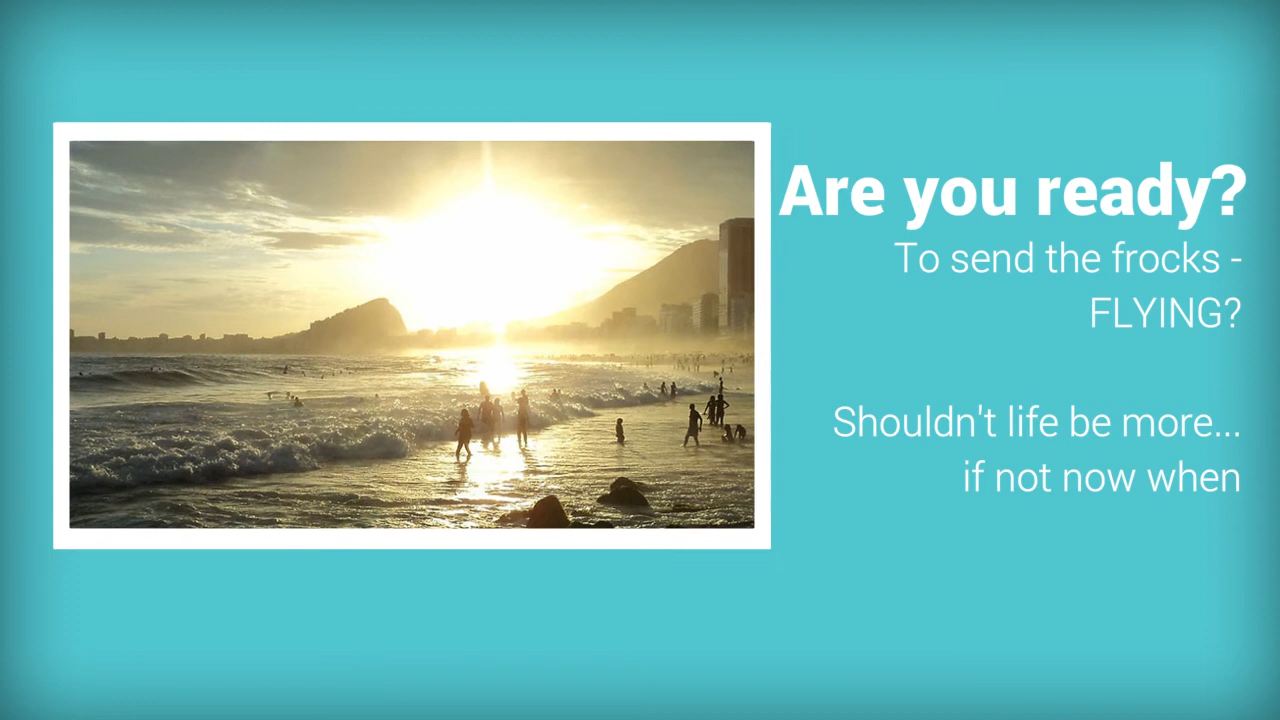 Are you ready?
To send the frocks -
FLYING?
Shouldn't life be more...
if not now when